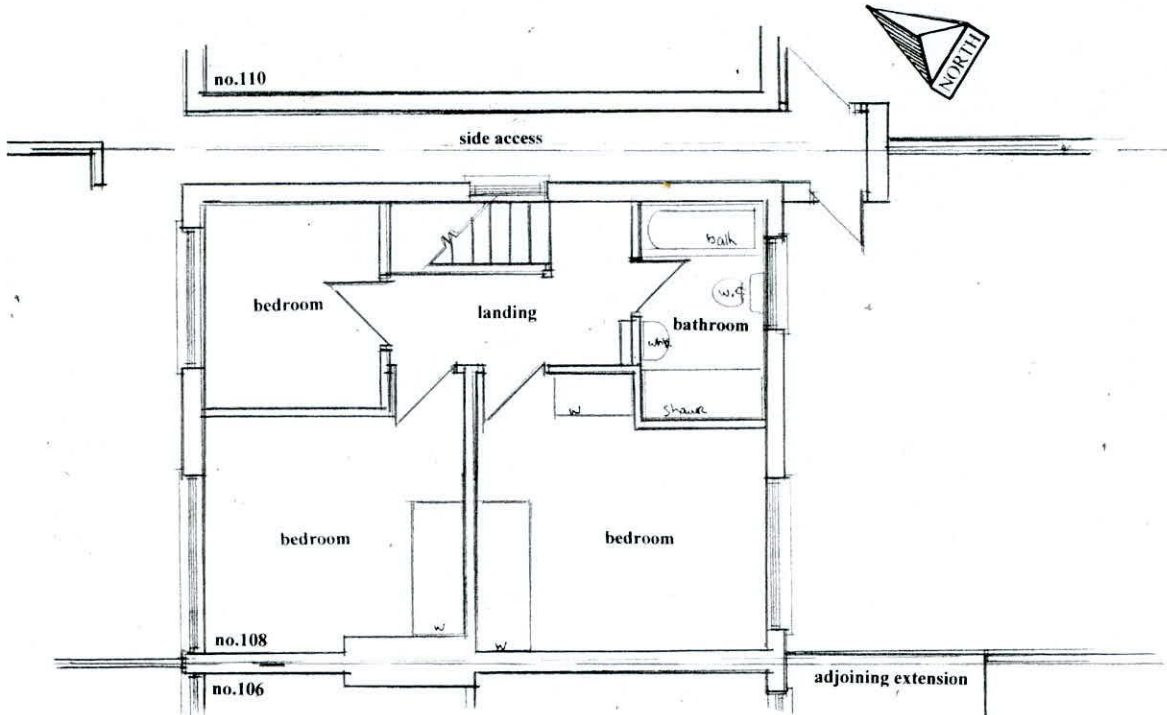 NORTH
no.110
side access
bath
bedroom
landing
w.c
bathroom
whb
W
shower
bedroom
bedroom
W
W
no.108
no.106
adjoining extension